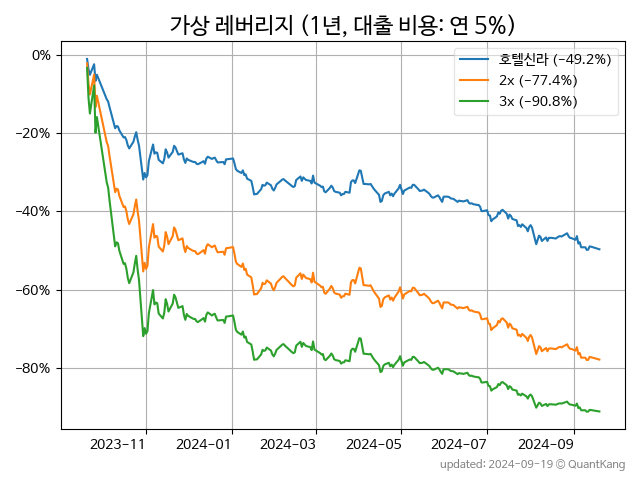 가상 레버리지 (1년, 대출 비용: 연 5%)
호텔신라 (-49.2%)
2x (-77.4%)
3x (-90.8%)
0%
-20%
-40%
-60%
-80%
2023-11 2024-01 2024-03 2024-05 2024-07 2024-09
updated: 2024-09-19 © QuantKang